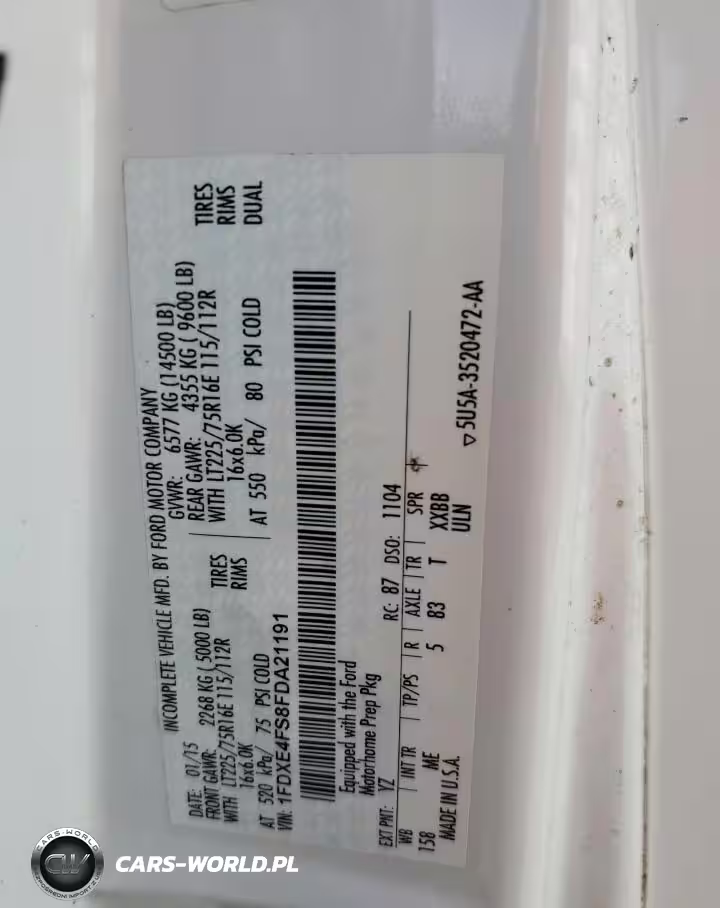 INCOMPLETE VEHICLE MFD. BY FORD MOTOR COMPANY
DATE: 01/15 GVWR: 6577 KG (14500 LB)
FRONT GAWR: 2268 KG ( 5000 LB) REAR GAWR: 4355 KG ( 9600 LB)
WITH LT225/75R16E 115/112R TIRES WITH LT225/75R16E 115/112R TIRES
16x6.0K RIMS 16x6.0K RIMS
AT 520 kPa/ 75 PSI COLD AT 550 kPa/ 80 PSI COLD DUAL
VIN: 1FDXE4FS8FDA21191
Equipped with the Ford
Motorhome Prep Pkg
EXT PNT: YZ RC: 87 DSO: 1104
WB INT TR TP/PS R AXLE TR SPR
158 ME 5 83 T XXBB
MADE IN U.S.A. ULN
5U5A-3520472-AA
CARS-WORLD
CW
CARS-WORLD.PL